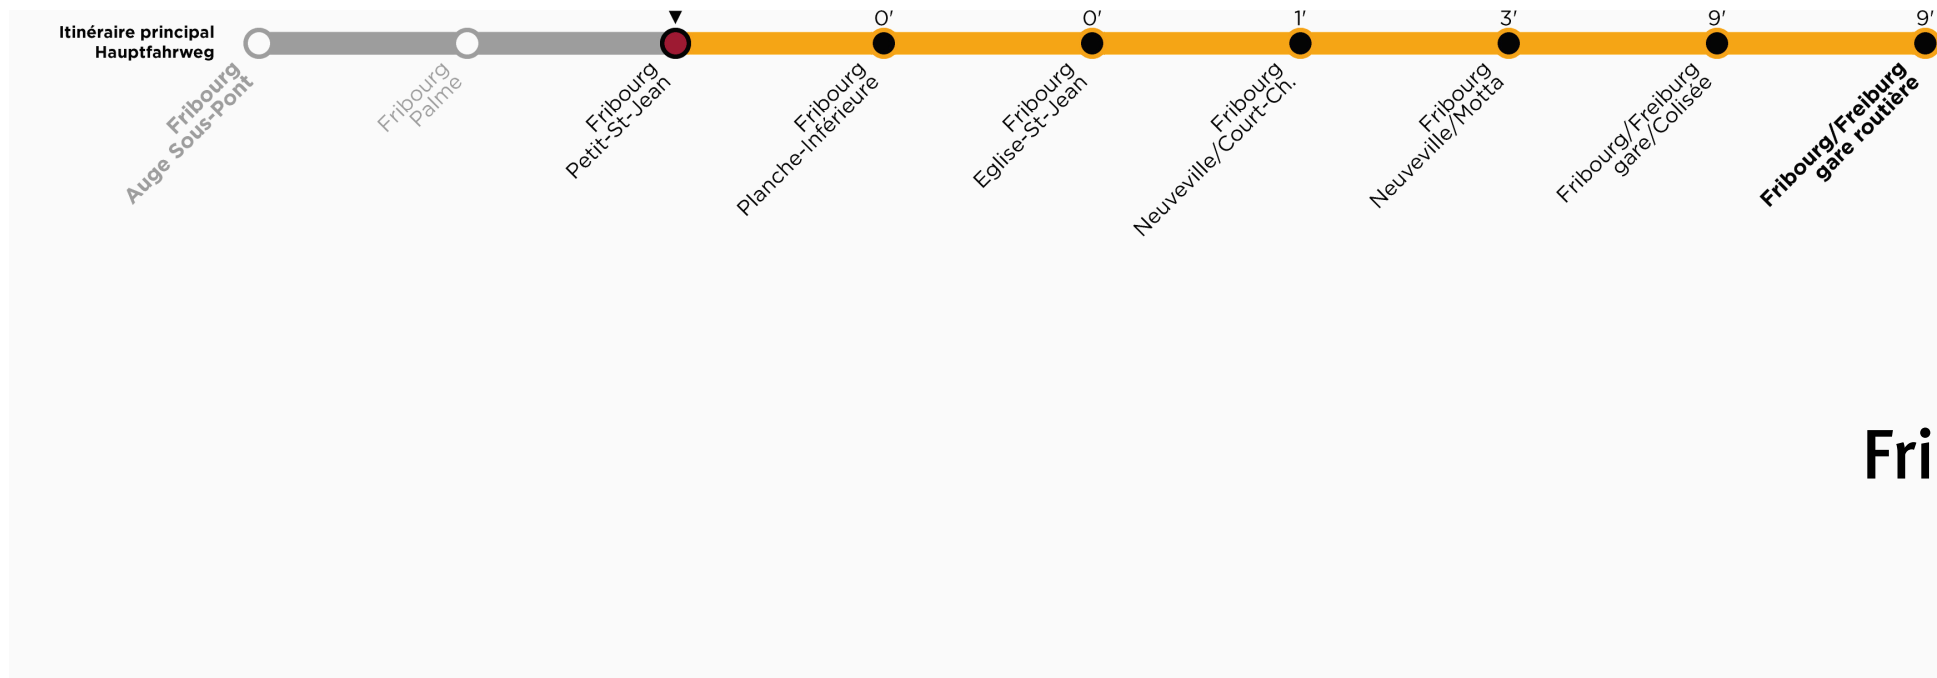 0'
0'
1'
3'
9'
9'
Itinéraire principal
Hauptfahrweg
Fribourg
Auge Sous-Pont
Fribourg
Palme
Fribourg
Petit-St-Jean
Fribourg
Planche-Inférieure
Fribourg
Eglise-St-Jean
Fribourg
Neuveville/Court-Ch.
Fribourg
Neuveville/Motta
Fribourg/Freiburg
gare/Colisée
Fribourg/Freiburg
gare routière
Fri